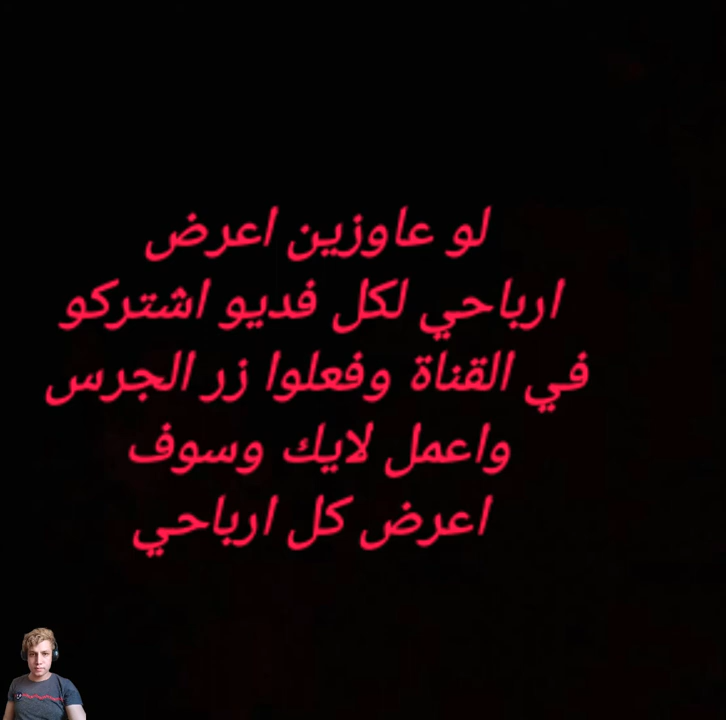 لو عاوزين اعرض
ارباحي لكل فديو اشتركو
في القناة وفعلوا زر الجرس
واعمل لايك وسوف
اعرض كل ارباحي